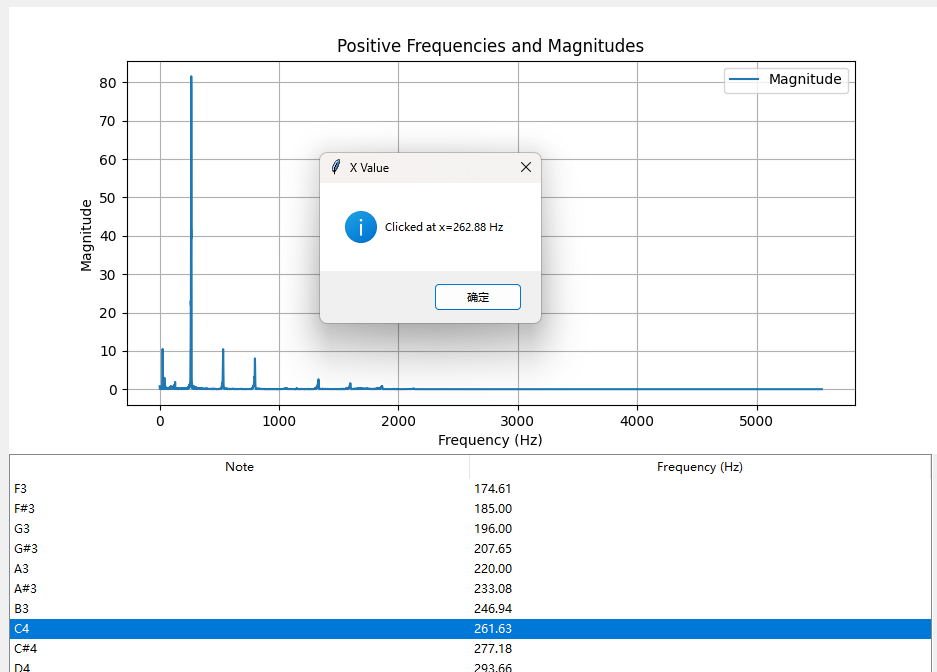 Positive Frequencies and Magnitudes
Magnitude
80
70
60
50
40
30
20
10
0
Magnitude
0 1000 2000 3000 4000 5000
Frequency (Hz)
X Value
Clicked at x=262.88 Hz
确定
Note Frequency (Hz)
F3 174.61
F#3 185.00
G3 196.00
G#3 207.65
A3 220.00
A#3 233.08
B3 246.94
C4 261.63
C#4 277.18
D4 293.66